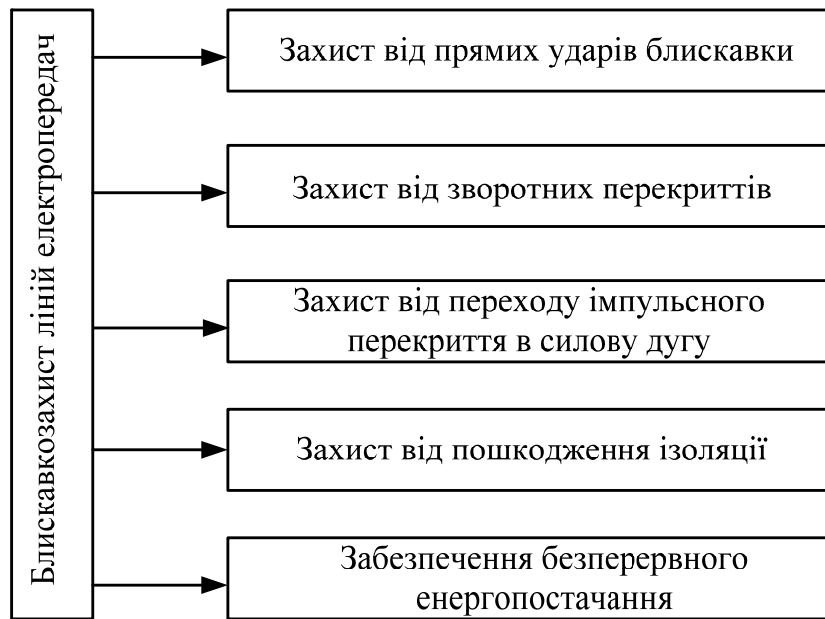 Блискавкозахист ліній електропередач
Захист від прямих ударів блискавки
Захист від зворотних перекриттів
Захист від переходу імпульсного
перекриття в силову дугу
Захист від пошкодження ізоляції
Забезпечення безперервного
енергопостачання